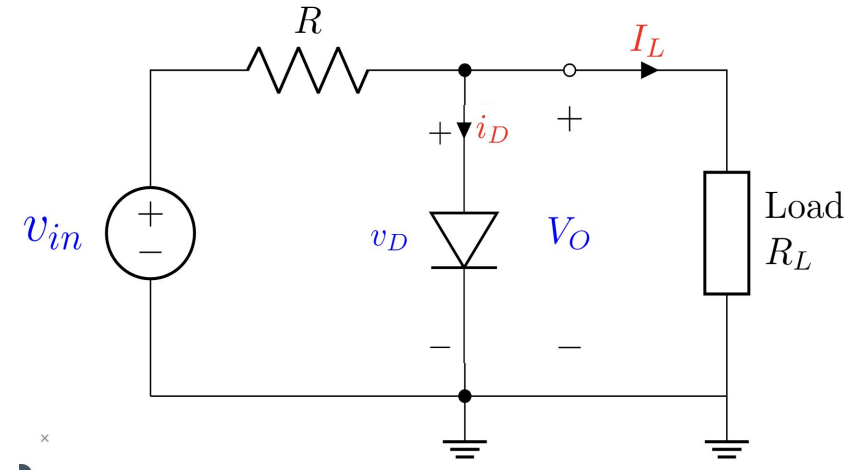 R
I_L
+
+ i_D
+
v_in
−
v_D
V_O
Load
R_L
−
−
×